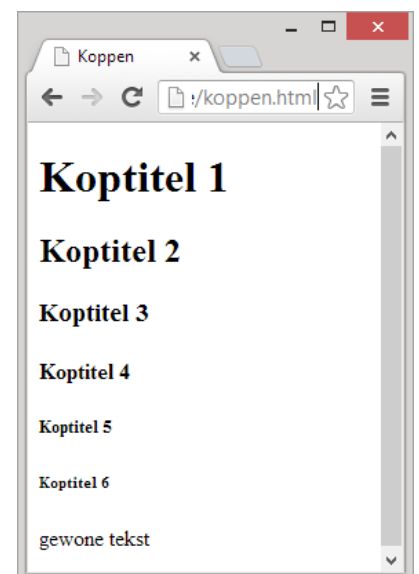 Koppen
:/koppen.html
Koptitel 1
Koptitel 2
Koptitel 3
Koptitel 4
Koptitel 5
Koptitel 6
gewone tekst